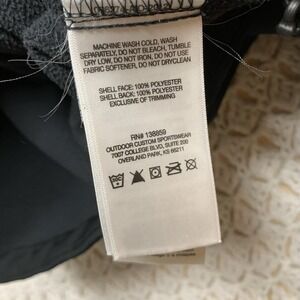 MACHINE WASH COLD, WASH
SEPARATELY, DO NOT BLEACH, TUMBLE
DRY LOW, DO NOT IRON, DO NOT USE
FABRIC SOFTENER, DO NOT DRYCLEAN
SHELL FACE: 100% POLYESTER
SHELL BACK: 100% POLYESTER
EXCLUSIVE OF TRIMMING
RN# 138859
OUTDOOR CUSTOM SPORTSWEAR
7007 COLLEGE BLVD, SUITE 200
OVERLAND PARK, KS 66211